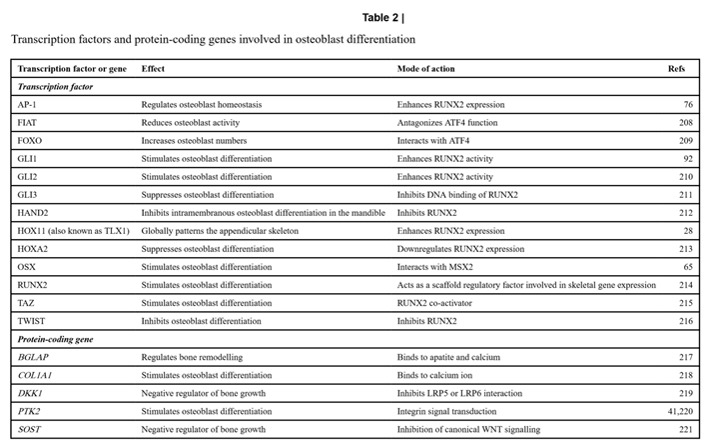 Table 2 |
Transcription factors and protein-coding genes involved in osteoblast differentiation
Transcription factor or gene Effect Mode of action Refs
Transcription factor
AP-1 Regulates osteoblast homeostasis Enhances RUNX2 expression 76
FIAT Reduces osteoblast activity Antagonizes ATF4 function 208
FOXO Increases osteoblast numbers Interacts with ATF4 209
GLI1 Stimulates osteoblast differentiation Enhances RUNX2 activity 92
GLI2 Stimulates osteoblast differentiation Enhances RUNX2 activity 210
GLI3 Suppresses osteoblast differentiation Inhibits DNA binding of RUNX2 211
HAND2 Inhibits intramembranous osteoblast differentiation in the mandible Inhibits RUNX2 212
HOX11 (also known as TLX1) Globally patterns the appendicular skeleton Enhances RUNX2 expression 28
HOXA2 Suppresses osteoblast differentiation Downregulates RUNX2 expression 213
OSX Stimulates osteoblast differentiation Interacts with MSX2 65
RUNX2 Stimulates osteoblast differentiation Acts as a scaffold regulatory factor involved in skeletal gene expression 214
TAZ Stimulates osteoblast differentiation RUNX2 co-activator 215
TWIST Inhibits osteoblast differentiation Inhibits RUNX2 216
Protein-coding gene
BGLAP Regulates bone remodelling Binds to apatite and calcium 217
COL1A1 Stimulates osteoblast differentiation Binds to calcium ion 218
DKK1 Negative regulator of bone growth Inhibits LRP5 or LRP6 interaction 219
PTK2 Stimulates osteoblast differentiation Integrin signal transduction 41,220
SOST Negative regulator of bone growth Inhibition of canonical WNT signalling 221